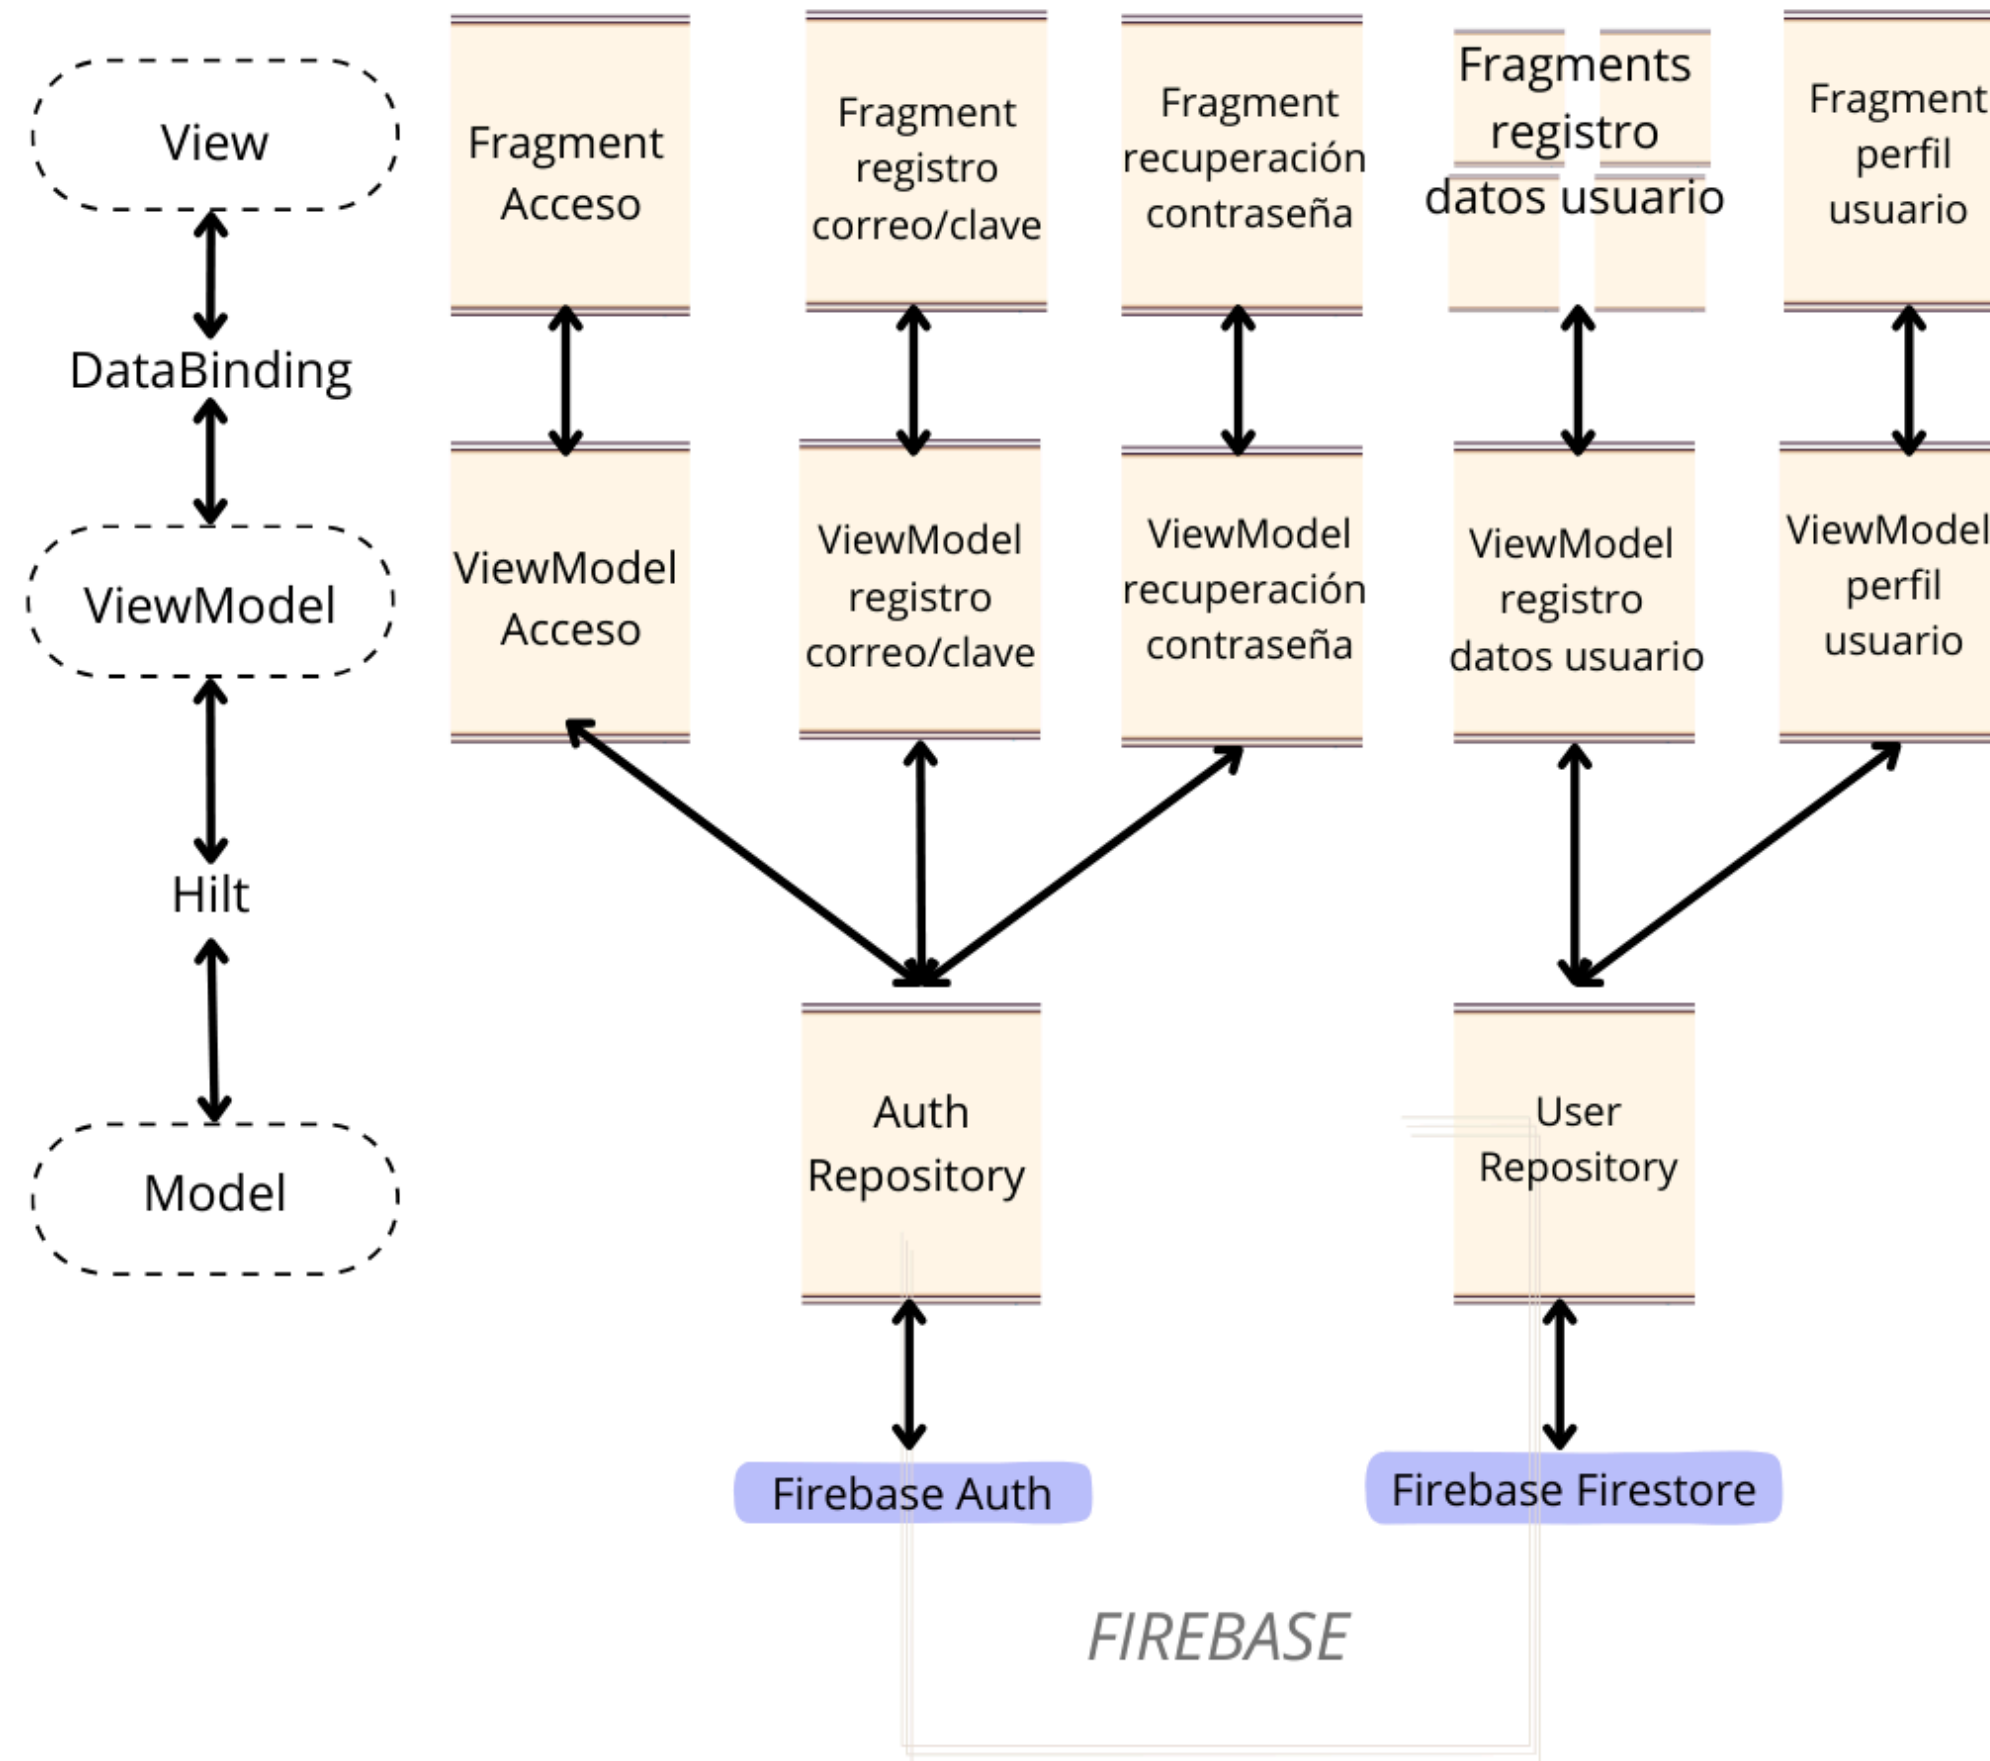 View
DataBinding
ViewModel
Hilt
Model
Fragment
Acceso
Fragment
registro
correo/clave
Fragment
recuperación
contraseña
Fragments
registro
datos usuario
Fragment
perfil
usuario
ViewModel
Acceso
ViewModel
registro
correo/clave
ViewModel
recuperación
contraseña
ViewModel
registro
datos usuario
ViewModel
perfil
usuario
Auth
Repository
User
Repository
Firebase Auth
Firebase Firestore
FIREBASE